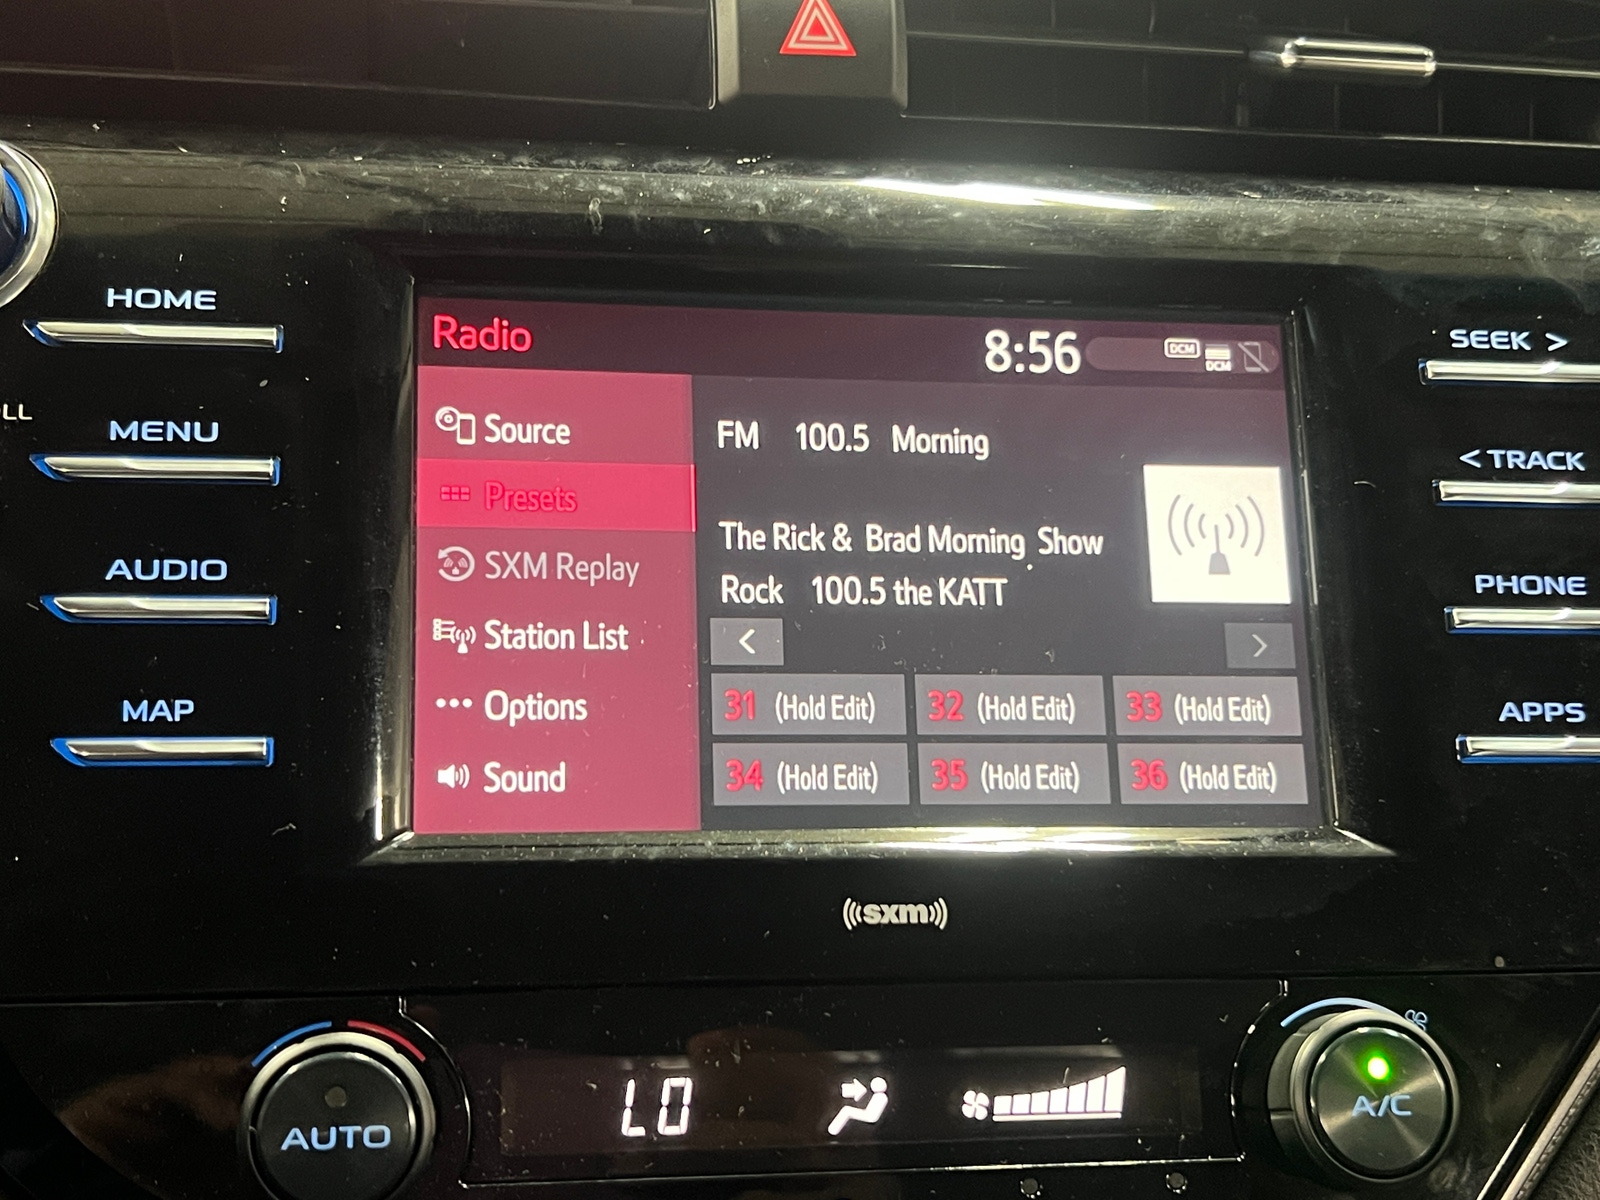 HOME
MENU
AUDIO
MAP
LL
Radio
8:56
DCM
DCM
Source
Presets
SXM Replay
Station List
Options
Sound
FM 100.5 Morning
The Rick & Brad Morning Show
Rock 100.5 the KATT
<
>
31 (Hold Edit)
32 (Hold Edit)
33 (Hold Edit)
34 (Hold Edit)
35 (Hold Edit)
36 (Hold Edit)
SEEK >
< TRACK
PHONE
APPS
sxm
AUTO
LO
A/C